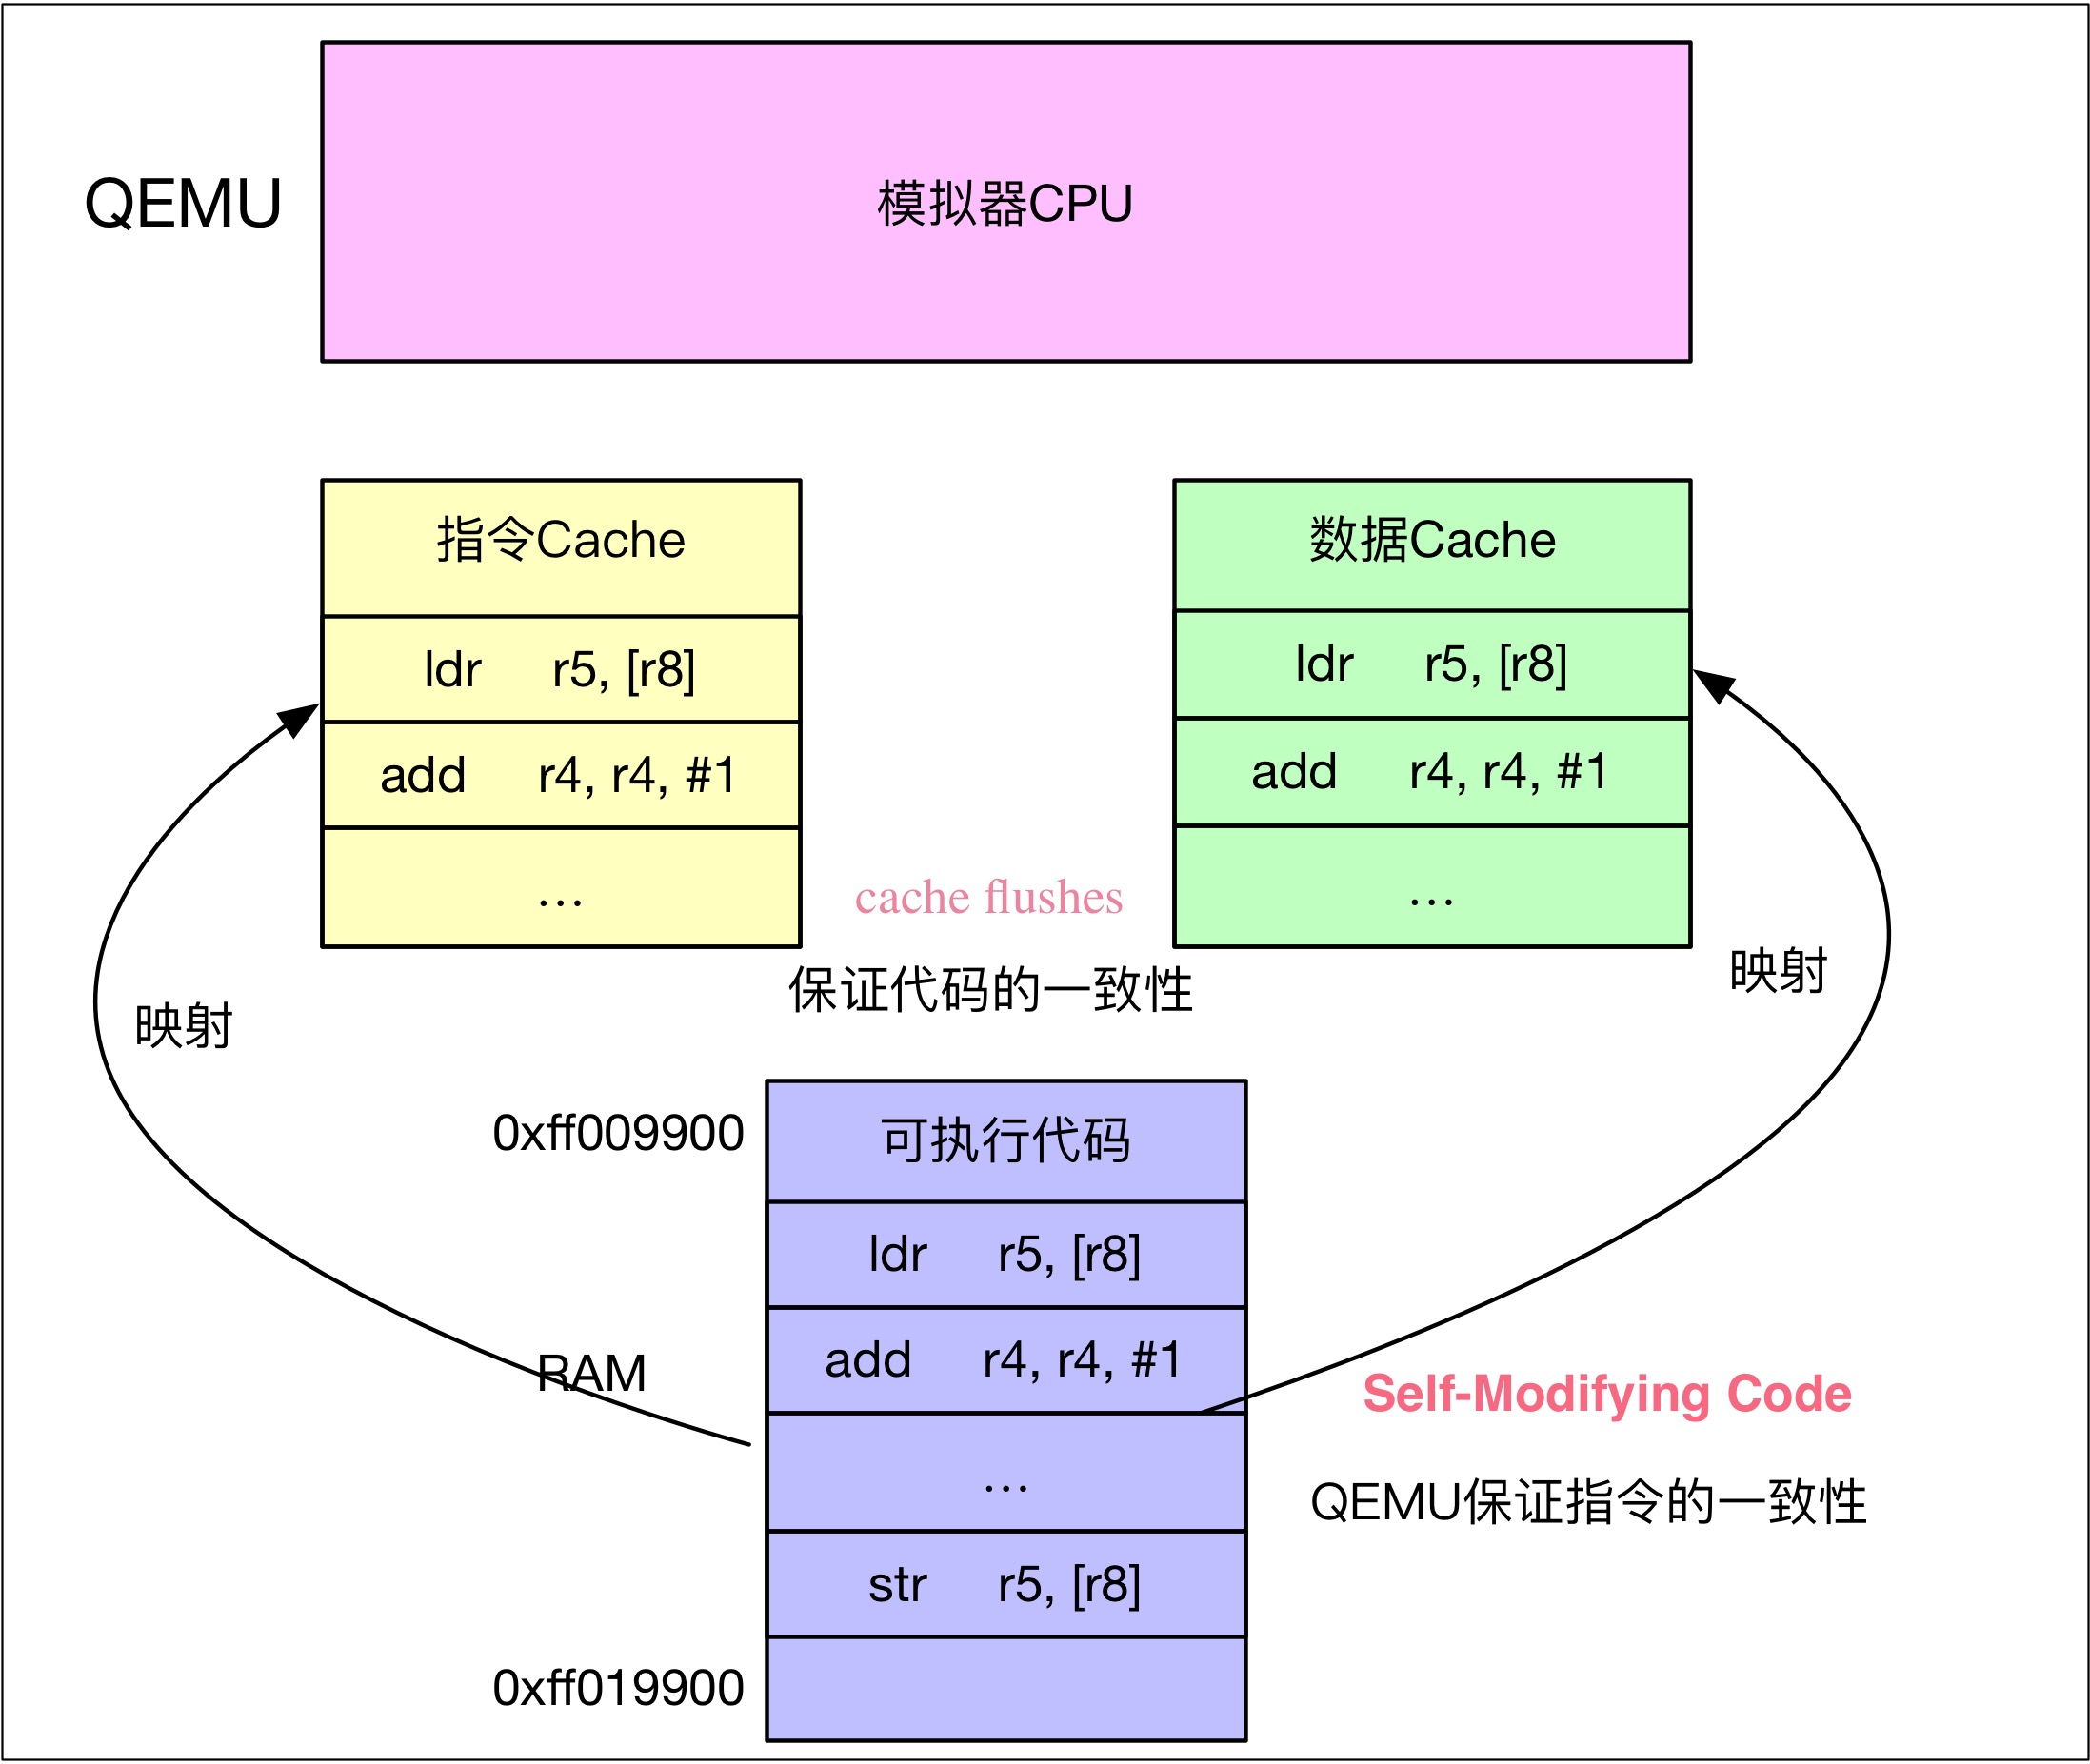 QEMU
模拟器CPU
指令Cache
ldr r5, [r8]
add r4, r4, #1
...
数据Cache
ldr r5, [r8]
add r4, r4, #1
...
cache flushes
保证代码的一致性
映射
映射
0xff009900
可执行代码
ldr r5, [r8]
add r4, r4, #1
...
str r5, [r8]
RAM
Self-Modifying Code
QEMU保证指令的一致性
0xff019900